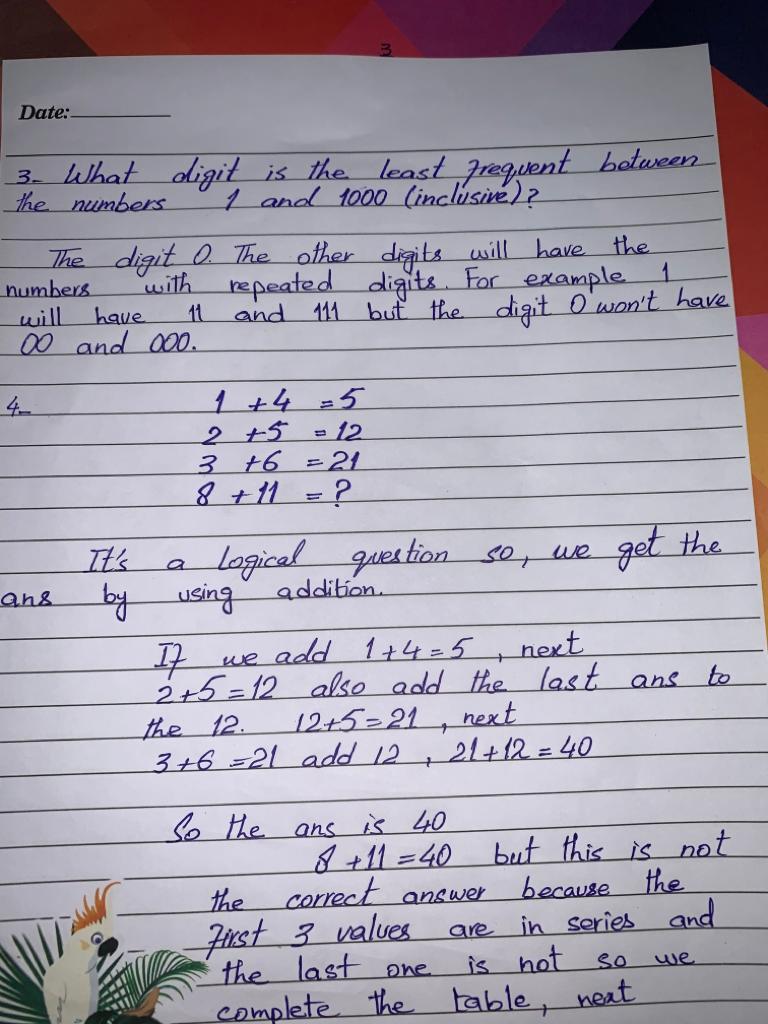 3
Date:
3- What digit is the least frequent between
the numbers 1 and 1000 (inclusive)?
The digit 0. The other digits will have the
numbers with repeated digits. For example 1
will have 11 and 111 but the digit 0 won't have
00 and 000.
4- 1 + 4 = 5
2 + 5 = 12
3 + 6 = 21
8 + 11 = ?
It's a logical question so, we get the
ans by using addition.
If we add 1+4=5, next
2+5=12 also add the last ans to
the 12. 12+5=21, next
3+6=21 add 12, 21+12=40
So the ans is 40
8+11=40 but this is not
the correct answer because the
first 3 values are in series and
the last one is not so we
complete the table, next